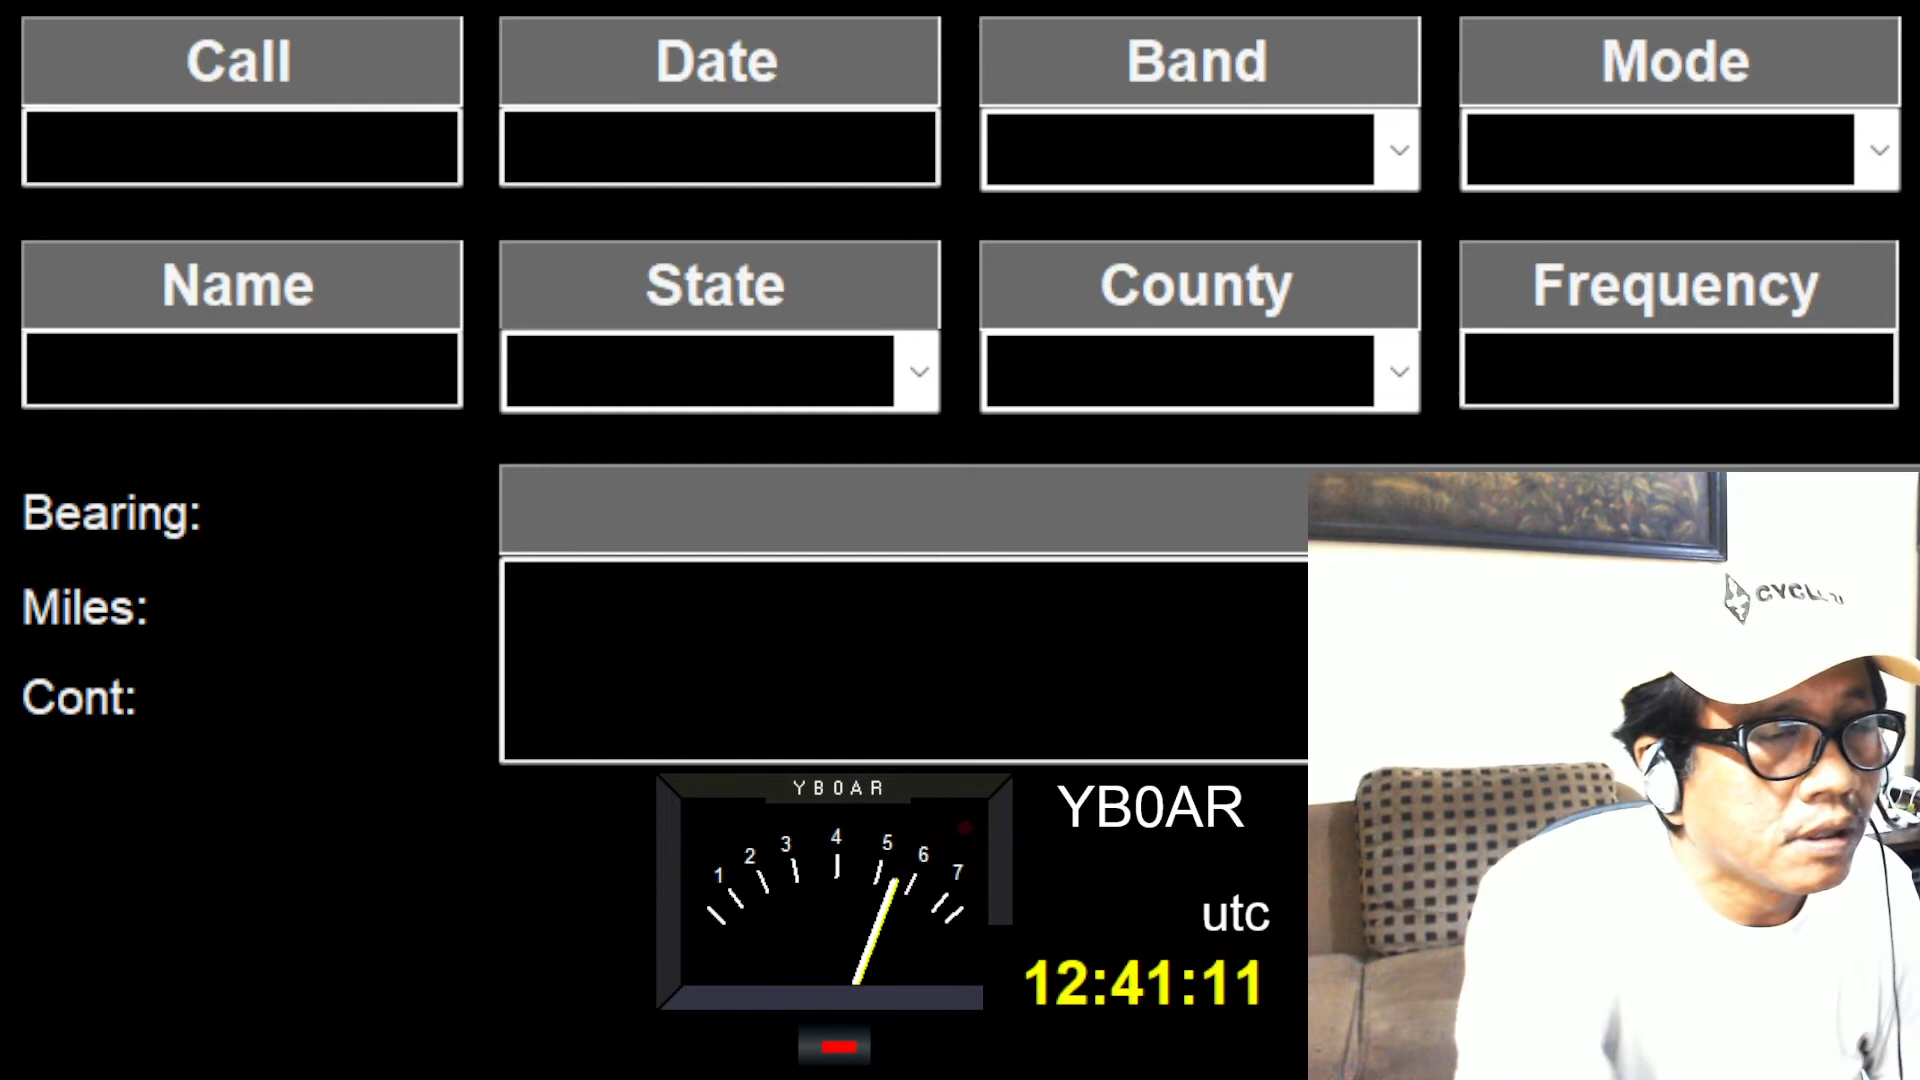 Call Date Band Mode
Name State County Frequency
Bearing:
Miles:
Cont:
YB0AR
1 2 3 4 5 6 7
YB0AR
utc
12:41:11